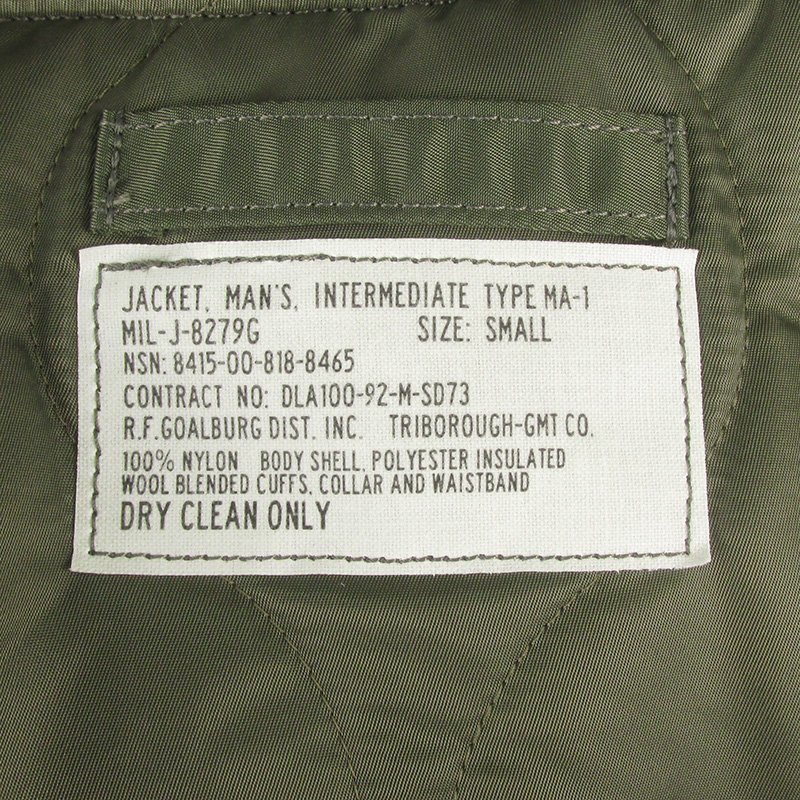 JACKET, MAN'S, INTERMEDIATE TYPE MA-1
MIL-J-8279G SIZE: SMALL
NSN: 8415-00-818-8465
CONTRACT NO: DLA100-92-M-SD73
R.F.GOALBURG DIST. INC. TRIBOROUGH-GMT CO.
100% NYLON BODY SHELL, POLYESTER INSULATED
WOOL BLENDED CUFFS, COLLAR AND WAISTBAND
DRY CLEAN ONLY